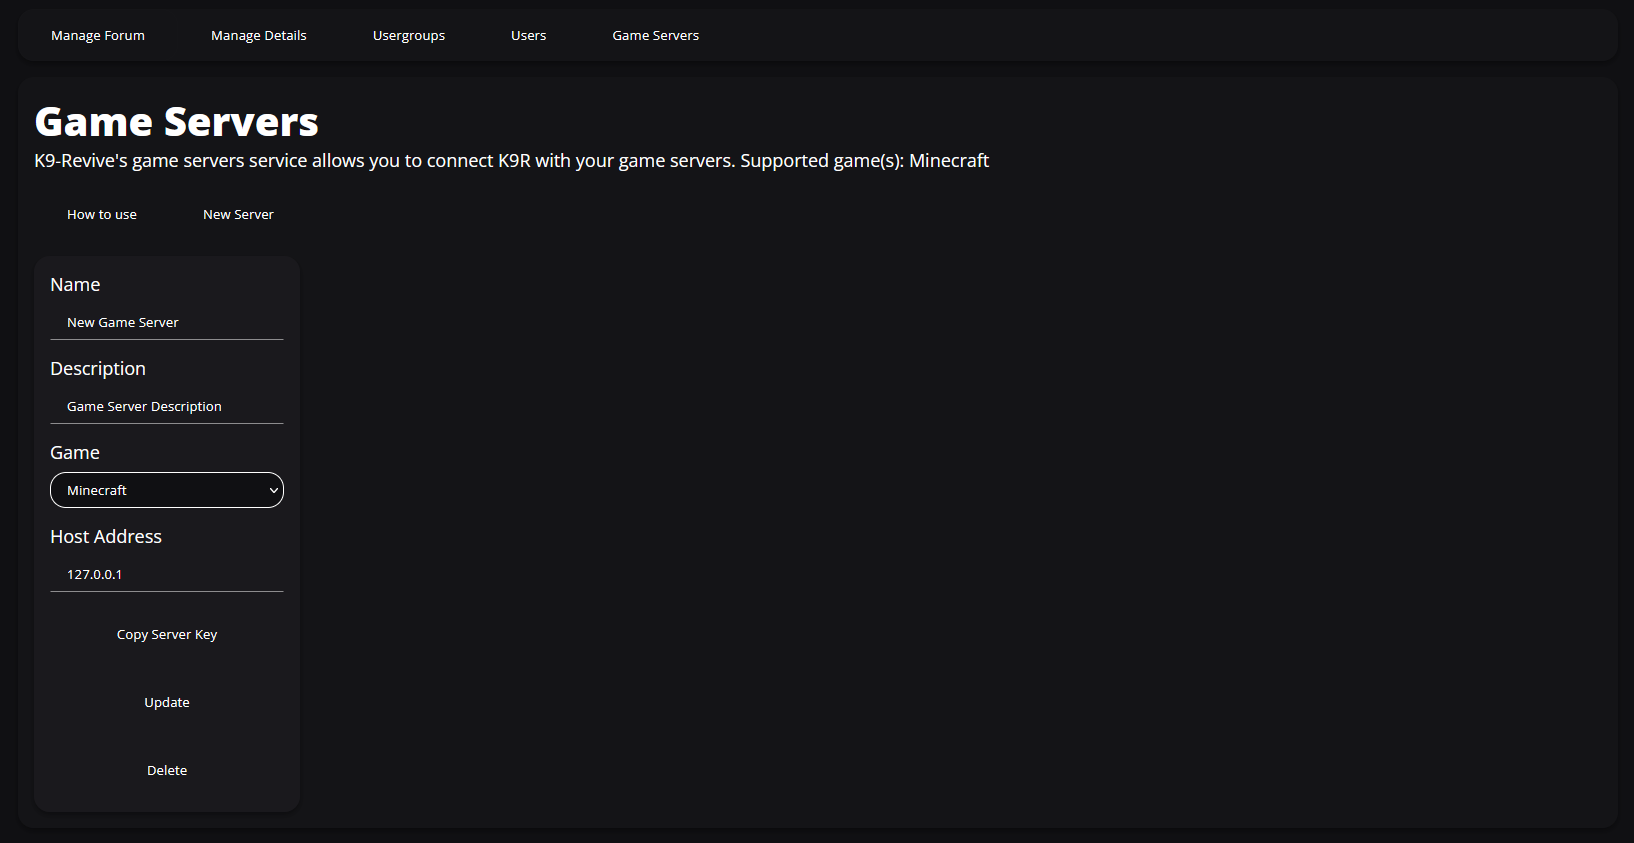 Manage Forum Manage Details Usergroups Users Game Servers
Game Servers
K9-Revive's game servers service allows you to connect K9R with your game servers. Supported game(s): Minecraft
How to use New Server
Name
New Game Server
Description
Game Server Description
Game
Minecraft
Host Address
127.0.0.1
Copy Server Key
Update
Delete